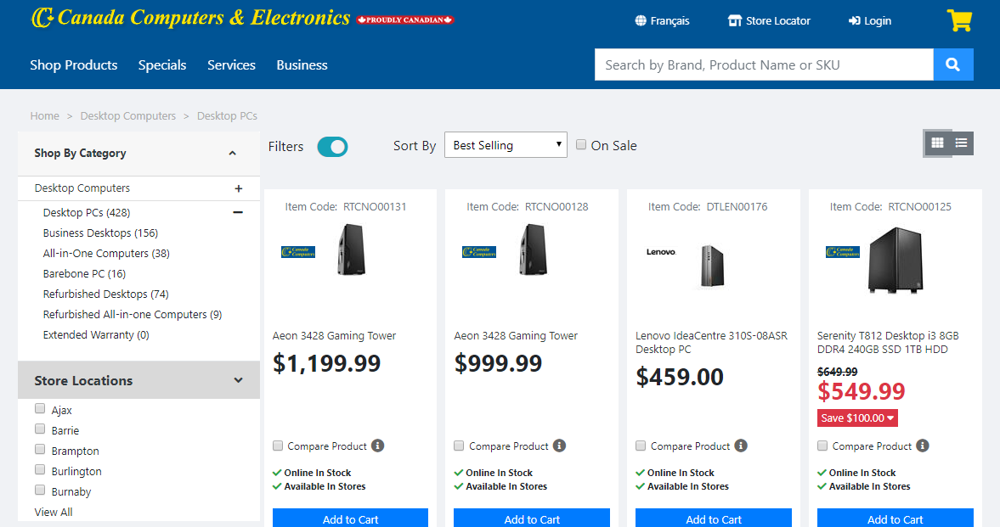 Canada Computers & Electronics PROUDLY CANADIAN
Français Store Locator Login
Shop Products Specials Services Business
Search by Brand, Product Name or SKU
Home > Desktop Computers > Desktop PCs
Shop By Category
Desktop Computers +
Desktop PCs (428) −
Business Desktops (156)
All-in-One Computers (38)
Barebone PC (16)
Refurbished Desktops (74)
Refurbished All-in-one Computers (9)
Extended Warranty (0)
Store Locations
Ajax
Barrie
Brampton
Burlington
Burnaby
View All
Filters Sort By Best Selling On Sale
Item Code: RTCNO00131
Canada Computers
Aeon 3428 Gaming Tower
$1,199.99
Compare Product
Online In Stock
Available In Stores
Add to Cart
Item Code: RTCNO00128
Canada Computers
Aeon 3428 Gaming Tower
$999.99
Compare Product
Online In Stock
Available In Stores
Add to Cart
Item Code: DTLEN00176
Lenovo
Lenovo IdeaCentre 310S-08ASR
Desktop PC
$459.00
Compare Product
Online In Stock
Available In Stores
Add to Cart
Item Code: RTCNO00125
Canada Computers
Serenity T812 Desktop i3 8GB
DDR4 240GB SSD 1TB HDD
$649.99
$549.99
Save $100.00
Compare Product
Online In Stock
Available In Stores
Add to Cart